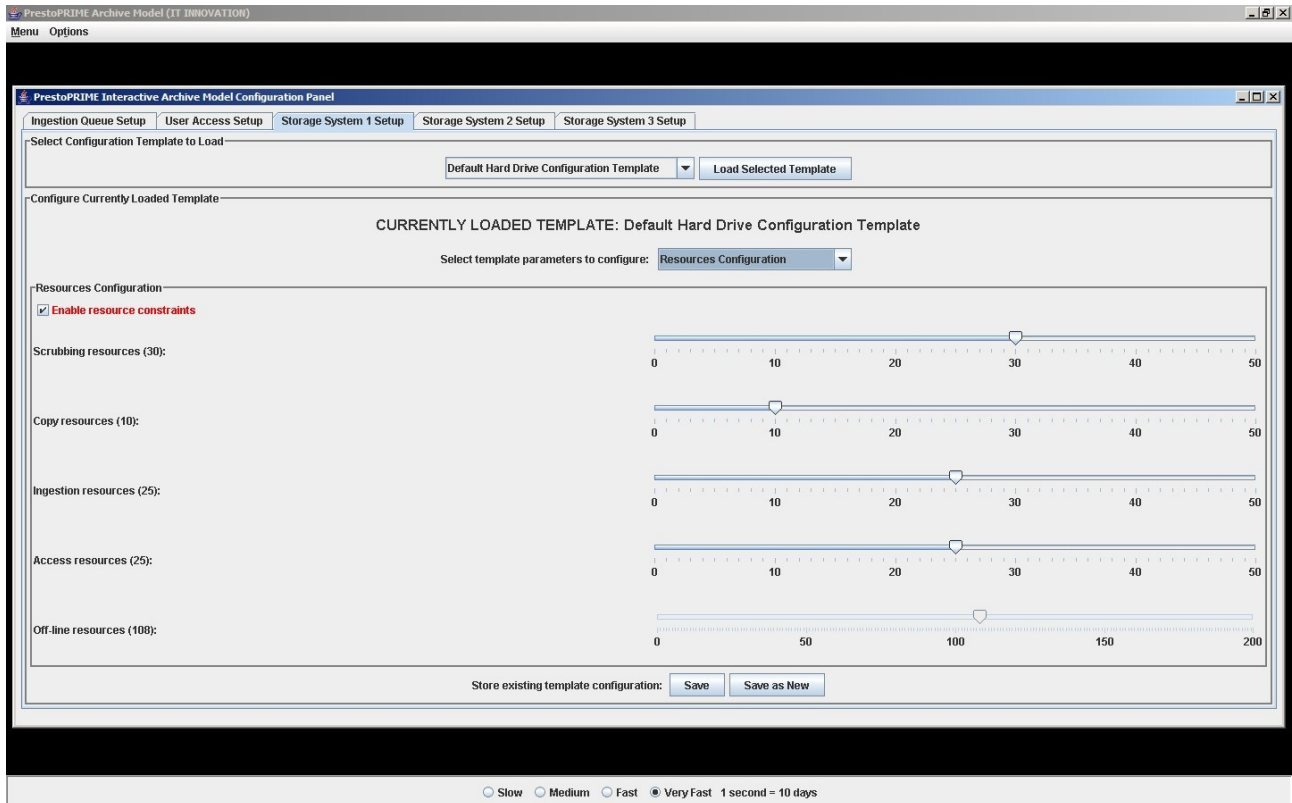 PrestoPRIME Archive Model (IT INNOVATION)
Menu Options
PrestoPRIME Interactive Archive Model Configuration Panel
Ingestion Queue Setup User Access Setup Storage System 1 Setup Storage System 2 Setup Storage System 3 Setup
Select Configuration Template to Load
Default Hard Drive Configuration Template Load Selected Template
Configure Currently Loaded Template
CURRENTLY LOADED TEMPLATE: Default Hard Drive Configuration Template
Select template parameters to configure: Resources Configuration
Resources Configuration
Enable resource constraints
Scrubbing resources (30):
0 10 20 30 40 50
Copy resources (10):
0 10 20 30 40 50
Ingestion resources (25):
0 10 20 30 40 50
Access resources (25):
0 10 20 30 40 50
Off-line resources (108):
0 50 100 150 200
Store existing template configuration: Save Save as New
Slow Medium Fast Very Fast 1 second = 10 days